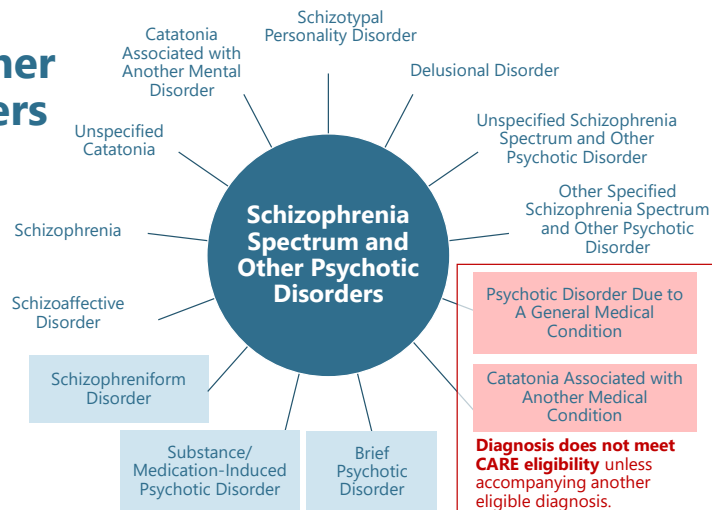 ner
ers
Schizotypal
Personality Disorder
Catatonia
Associated with
Another Mental
Disorder
Delusional Disorder
Unspecified
Catatonia
Unspecified Schizophrenia
Spectrum and Other
Psychotic Disorder
Schizophrenia
Other Specified
Schizophrenia Spectrum
and Other Psychotic
Disorder
Schizophrenia
Spectrum and
Other Psychotic
Disorders
Schizoaffective
Disorder
Psychotic Disorder Due to
A General Medical
Condition
Schizophreniform
Disorder
Catatonia Associated with
Another Medical
Condition
Substance/
Medication-Induced
Psychotic Disorder
Brief
Psychotic
Disorder
Diagnosis does not meet
CARE eligibility unless
accompanying another
eligible diagnosis.